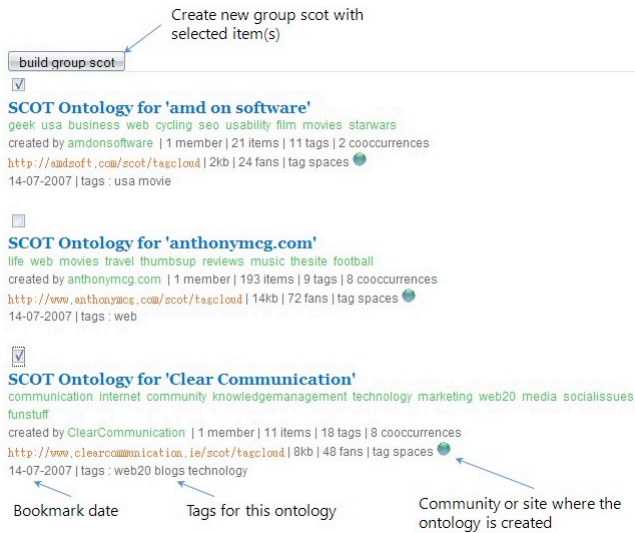 Create new group scot with
selected item(s)
build group scot
SCOT Ontology for 'amd on software'
geek usa business web cycling seo usability film movies starwars
created by amdonsoftware | 1 member | 21 items | 11 tags | 2 cooccurrences
http://amdsoft.com/scot/tagcloud | 2kb | 24 fans | tag spaces
14-07-2007 | tags : usa movie
SCOT Ontology for 'anthonymcg.com'
life web movies travel thumbsup reviews music thesite football
created by anthonymcg.com | 1 member | 193 items | 9 tags | 8 cooccurrences
http://www.anthonymcg.com/scot/tagcloud | 14kb | 72 fans | tag spaces
14-07-2007 | tags : web
SCOT Ontology for 'Clear Communication'
communication internet community knowledgemanagement technology marketing web20 media socialissues
funstuff
created by ClearCommunication | 1 member | 11 items | 18 tags | 8 cooccurrences
http://www.clearcommunication.ie/scot/tagcloud | 8kb | 48 fans | tag spaces
14-07-2007 | tags : web20 blogs technology
Bookmark date
Tags for this ontology
Community or site where the
ontology is created